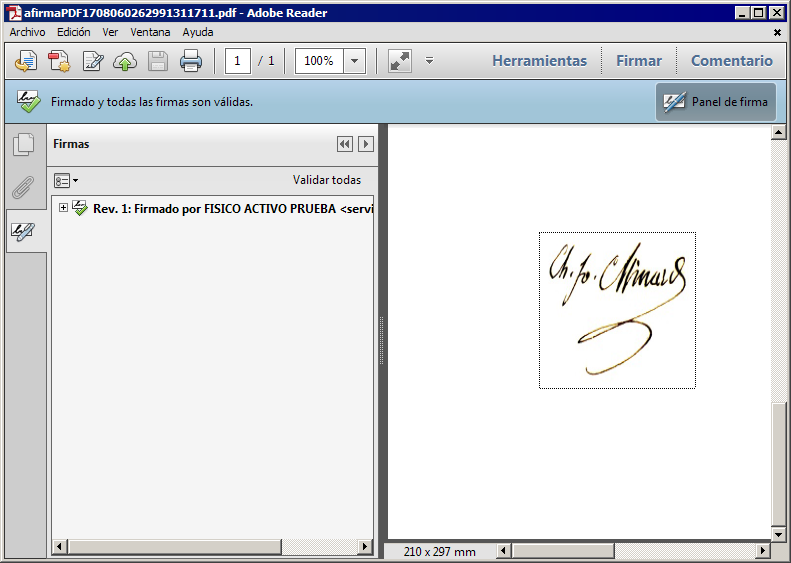 afirmaPDF1708060262991311711.pdf - Adobe Reader
Archivo Edición Ver Ventana Ayuda
1 / 1 100% Herramientas Firmar Comentario
Firmado y todas las firmas son válidas. Panel de firma
Firmas
Validar todas
Rev. 1: Firmado por FISICO ACTIVO PRUEBA <servi
210 x 297 mm